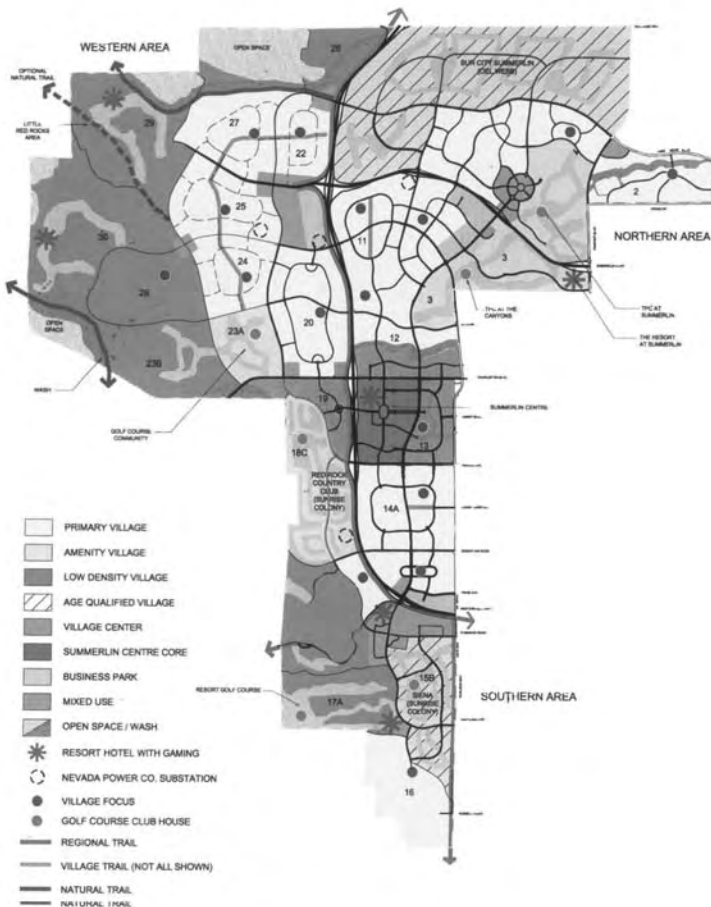 WESTERN AREA
OPEN SPACE
28
SUN CITY SUMMERLIN
(DEL WEBB)
OPTIONAL
NATURAL TRAIL
LITTLE
RED ROCKS
AREA
29
27
22
2
25
11
NORTHERN AREA
30
24
3
3
TPC AT THE
CANYONS
TPC AT
SUMMERLIN
20
THE RESORT
AT SUMMERLIN
OPEN
SPACE
23A
12
23B
WASH
19
SUMMERLIN CENTRE
GOLF COURSE
COMMUNITY
13
18C
RED ROCK
COUNTRY
CLUB
(SUNRISE
COLONY)
14A
PRIMARY VILLAGE
AMENITY VILLAGE
LOW DENSITY VILLAGE
AGE QUALIFIED VILLAGE
VILLAGE CENTER
SUMMERLIN CENTRE CORE
BUSINESS PARK
MIXED USE
OPEN SPACE / WASH
RESORT HOTEL WITH GAMING
NEVADA POWER CO. SUBSTATION
VILLAGE FOCUS
GOLF COURSE CLUB HOUSE
REGIONAL TRAIL
VILLAGE TRAIL (NOT ALL SHOWN)
NATURAL TRAIL
NATURAL TRAIL
RESORT GOLF COURSE
17A
15B
SIENA
(SUNRISE
COLONY)
SOUTHERN AREA
16